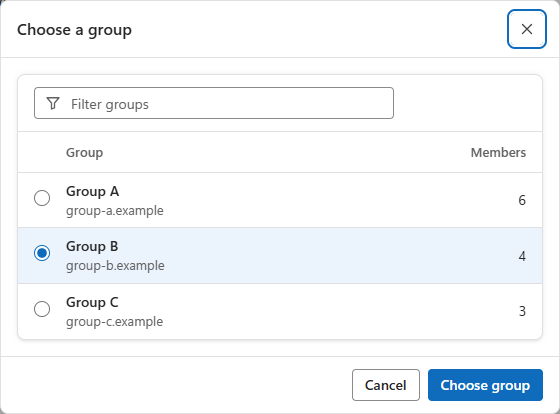 Choose a group
Filter groups
Group Members
Group A
group-a.example
6
Group B
group-b.example
4
Group C
group-c.example
3
Cancel Choose group